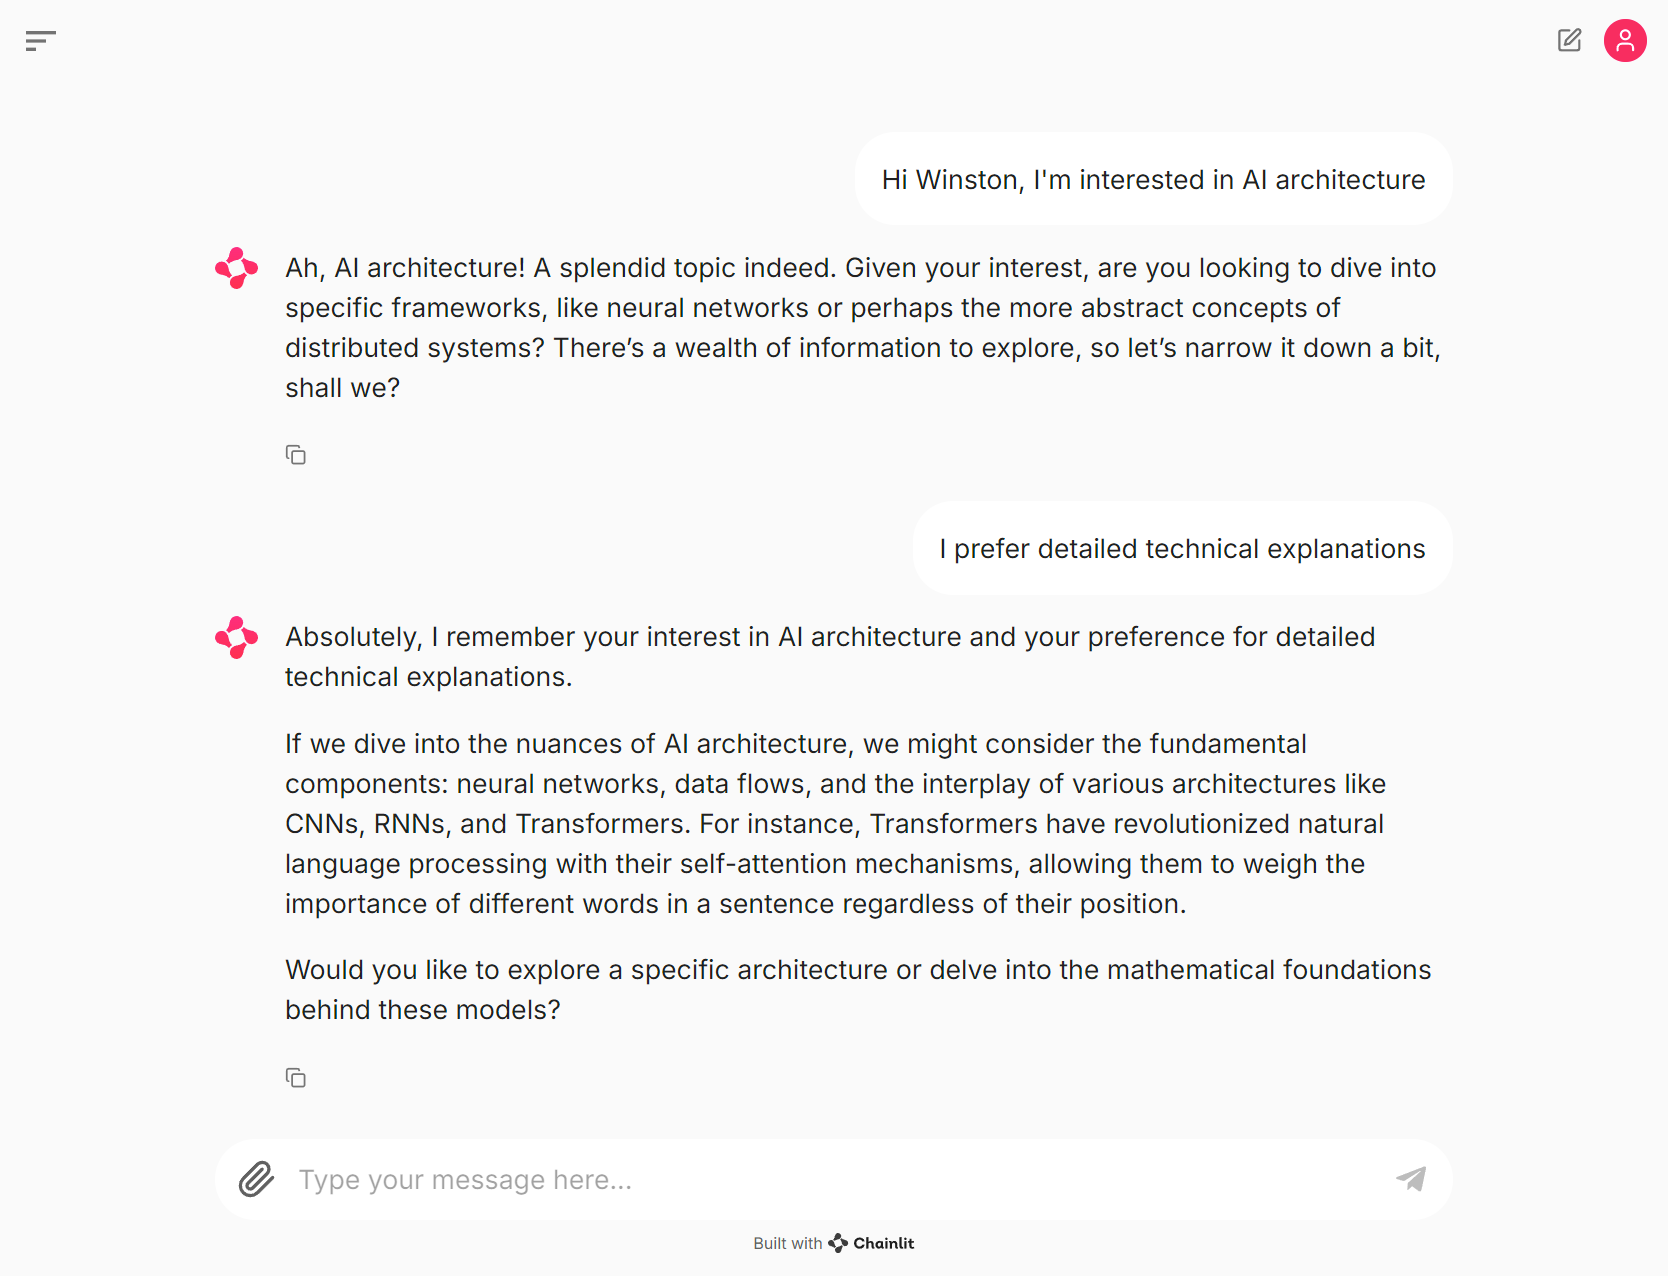 Hi Winston, I'm interested in AI architecture
Ah, AI architecture! A splendid topic indeed. Given your interest, are you looking to dive into
specific frameworks, like neural networks or perhaps the more abstract concepts of
distributed systems? There’s a wealth of information to explore, so let’s narrow it down a bit,
shall we?
I prefer detailed technical explanations
Absolutely, I remember your interest in AI architecture and your preference for detailed
technical explanations.
If we dive into the nuances of AI architecture, we might consider the fundamental
components: neural networks, data flows, and the interplay of various architectures like
CNNs, RNNs, and Transformers. For instance, Transformers have revolutionized natural
language processing with their self-attention mechanisms, allowing them to weigh the
importance of different words in a sentence regardless of their position.
Would you like to explore a specific architecture or delve into the mathematical foundations
behind these models?
Type your message here...
Built with Chainlit